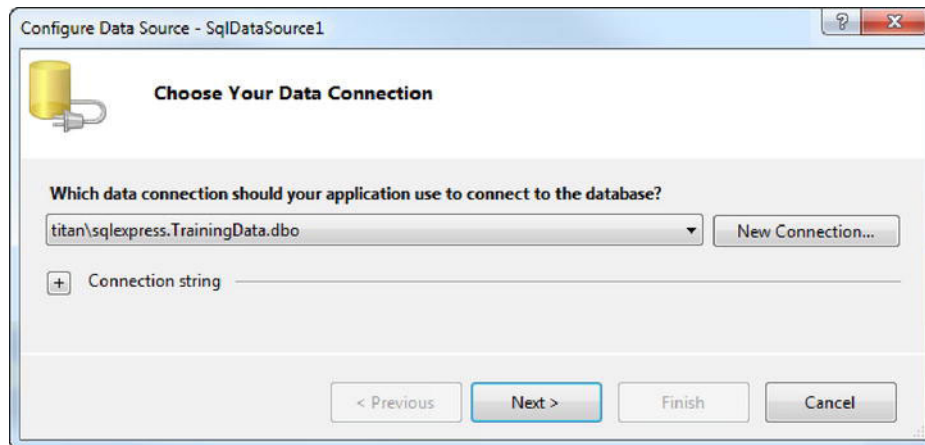 Configure Data Source - SqlDataSource1
Choose Your Data Connection
Which data connection should your application use to connect to the database?
titan\sqlexpress.TrainingData.dbo
New Connection...
+ Connection string
< Previous Next > Finish Cancel